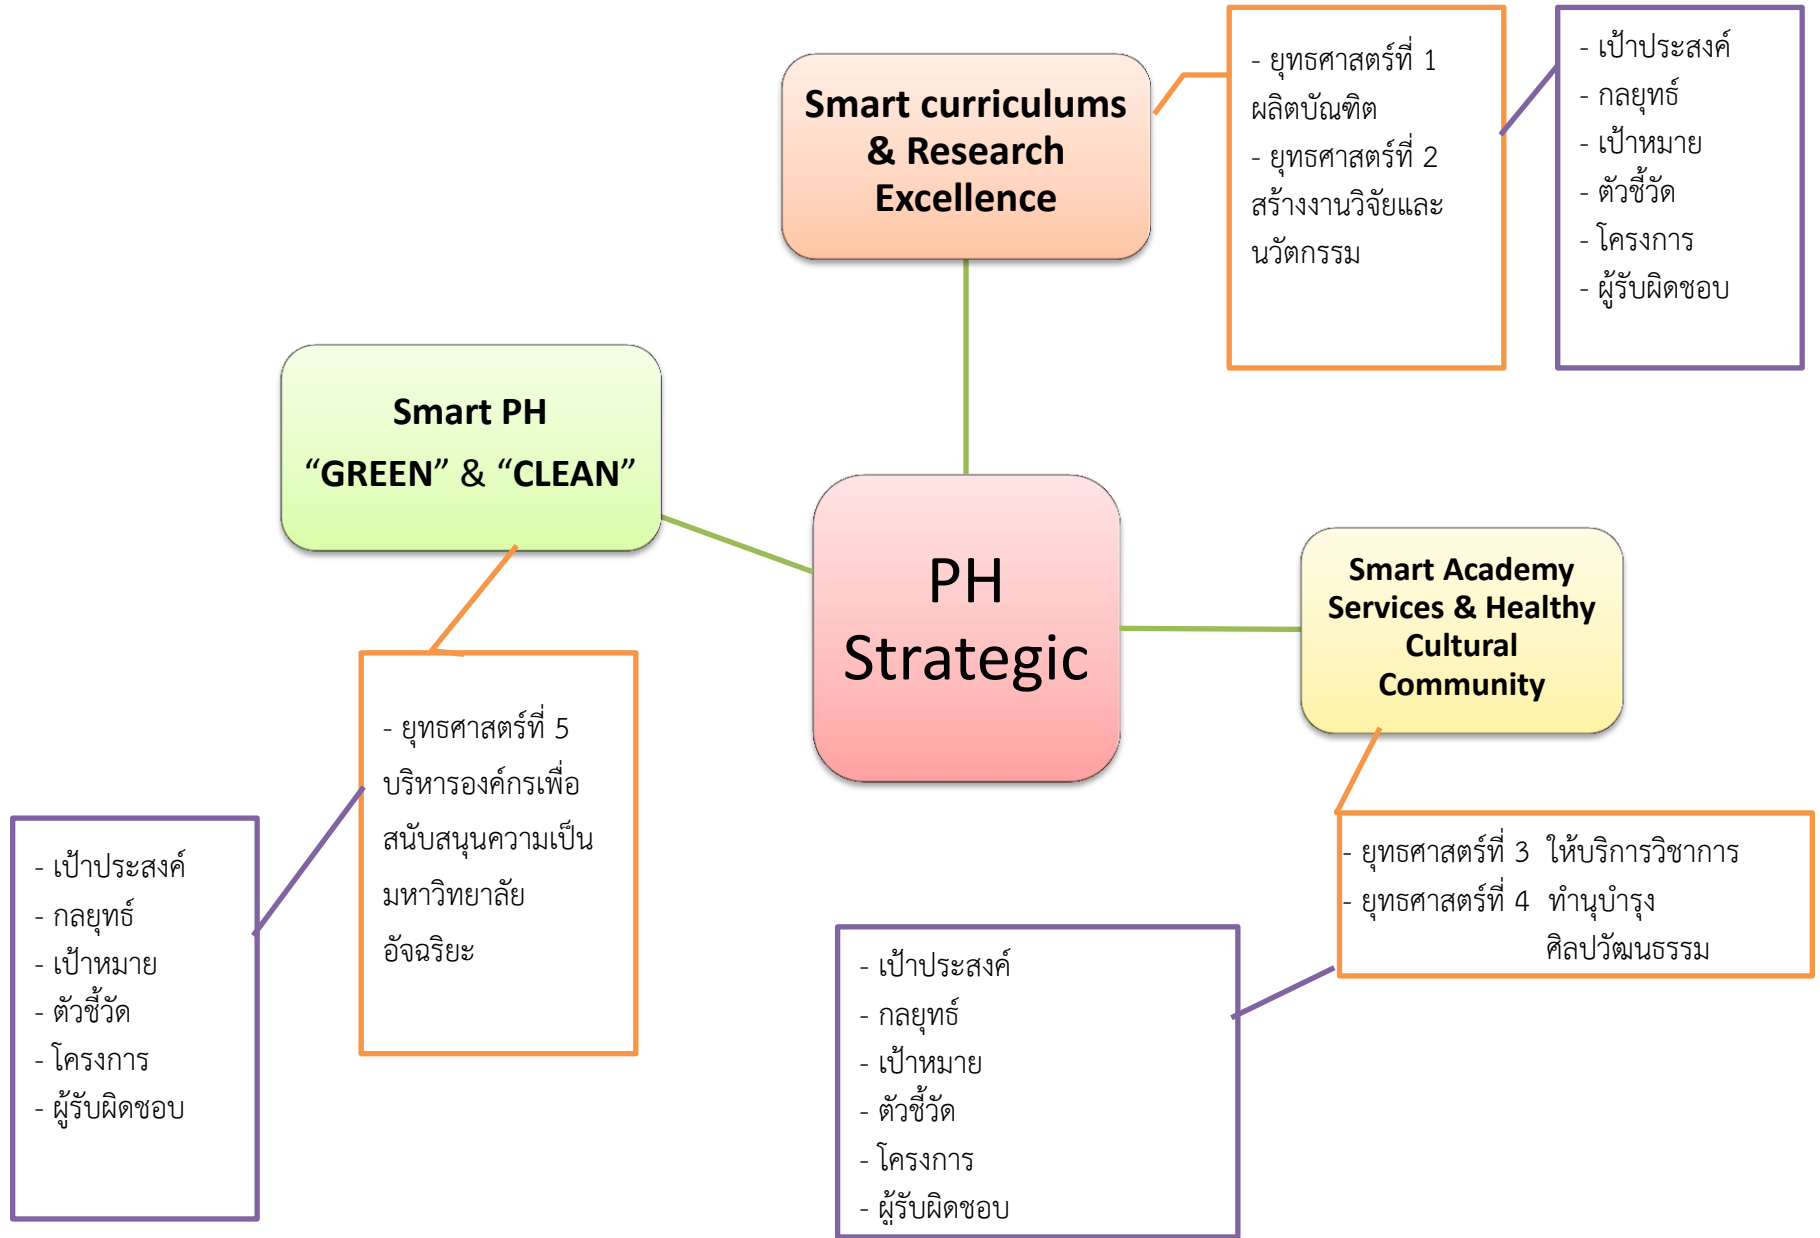 Smart curriculums
& Research
Excellence
- ยุทธศาสตร์ที่ 1
ผลิตบัณฑิต
- ยุทธศาสตร์ที่ 2
สร้างงานวิจัยและ
นวัตกรรม
- เป้าประสงค์
- กลยุทธ์
- เป้าหมาย
- ตัวชี้วัด
- โครงการ
- ผู้รับผิดชอบ
Smart PH
“GREEN” & “CLEAN”
PH
Strategic
Smart Academy
Services & Healthy
Cultural
Community
- ยุทธศาสตร์ที่ 5
บริหารองค์กรเพื่อ
สนับสนุนความเป็น
มหาวิทยาลัย
อัจฉริยะ
- เป้าประสงค์
- กลยุทธ์
- เป้าหมาย
- ตัวชี้วัด
- โครงการ
- ผู้รับผิดชอบ
- ยุทธศาสตร์ที่ 3 ให้บริการวิชาการ
- ยุทธศาสตร์ที่ 4 ทำนุบำรุง
ศิลปวัฒนธรรม
- เป้าประสงค์
- กลยุทธ์
- เป้าหมาย
- ตัวชี้วัด
- โครงการ
- ผู้รับผิดชอบ